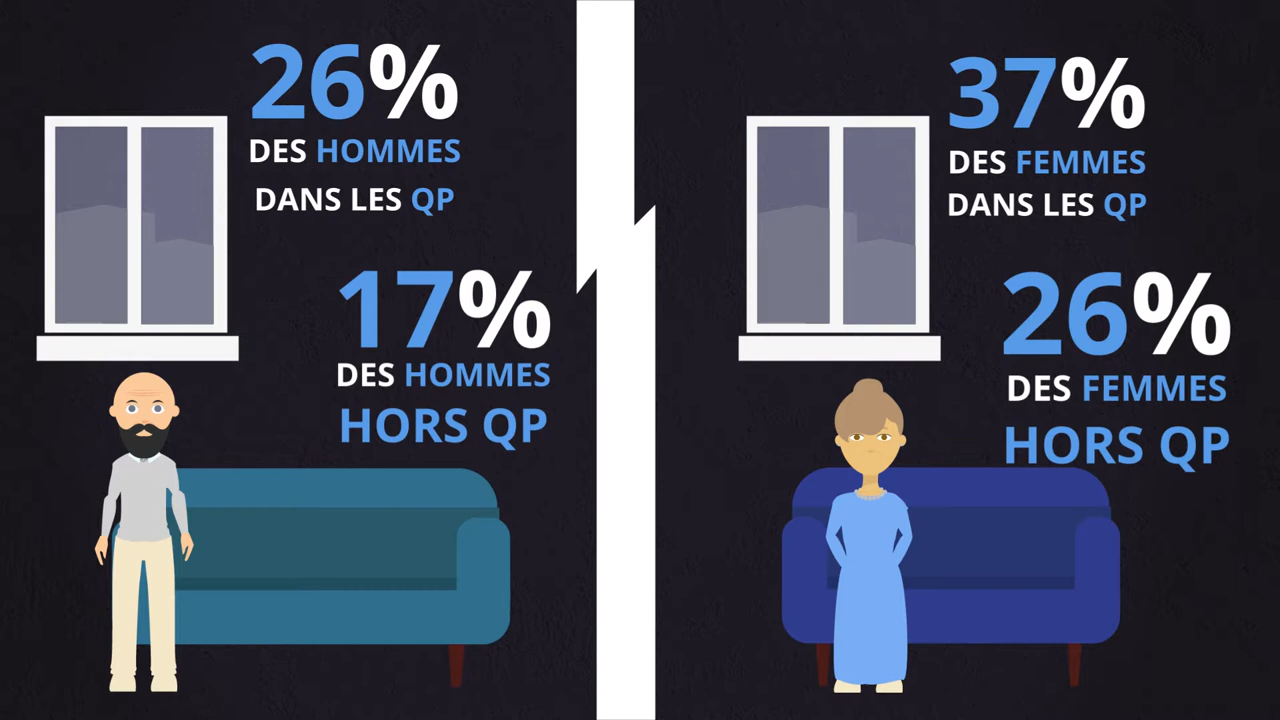 26%
DES HOMMES
DANS LES QP
17%
DES HOMMES
HORS QP
37%
DES FEMMES
DANS LES QP
26%
DES FEMMES
HORS QP